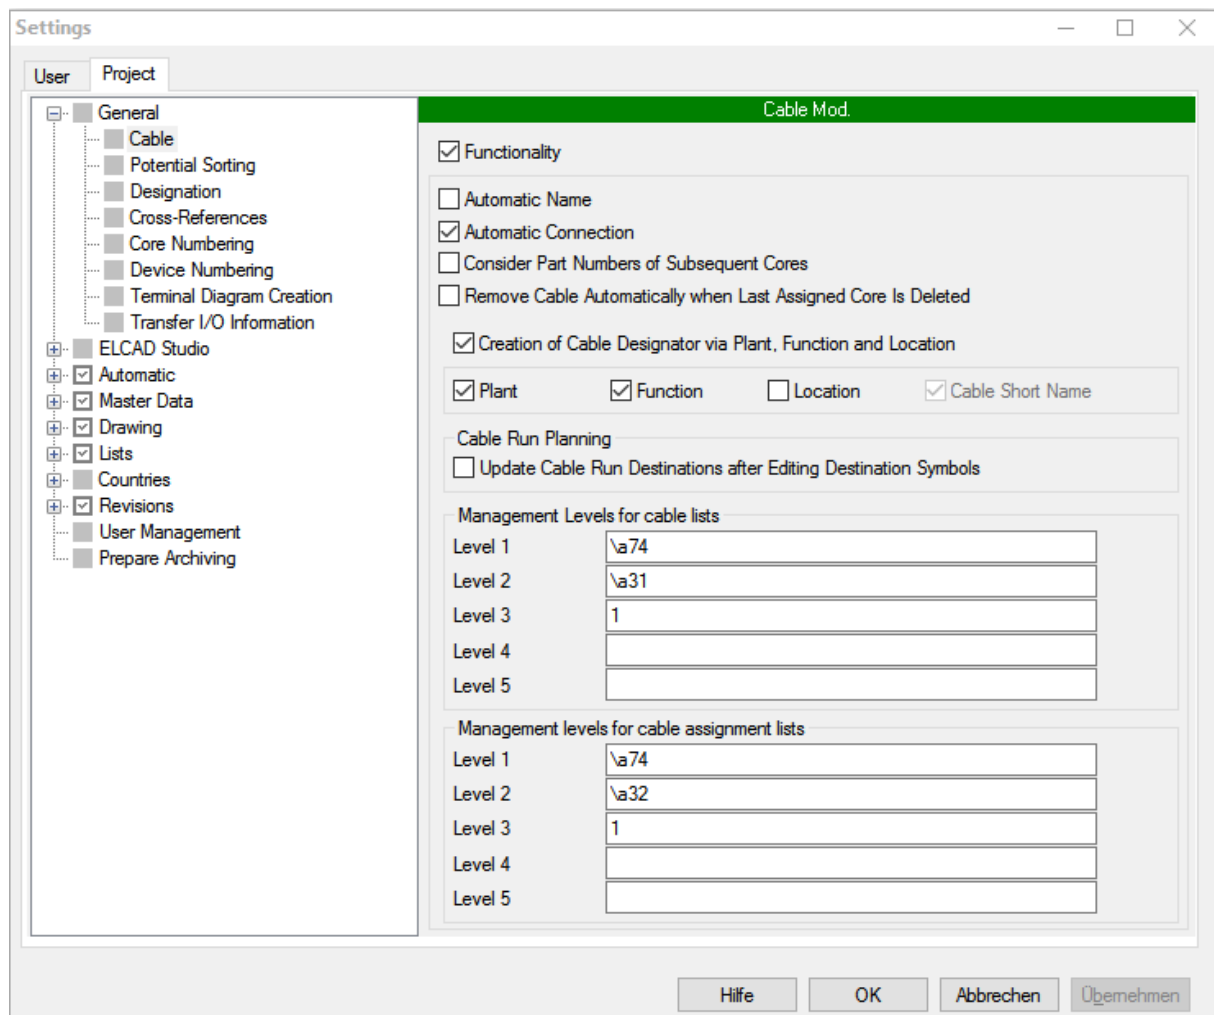 Settings
User Project
General
Cable
Potential Sorting
Designation
Cross-References
Core Numbering
Device Numbering
Terminal Diagram Creation
Transfer I/O Information
ELCAD Studio
Automatic
Master Data
Drawing
Lists
Countries
Revisions
User Management
Prepare Archiving
Cable Mod.
Functionality
Automatic Name
Automatic Connection
Consider Part Numbers of Subsequent Cores
Remove Cable Automatically when Last Assigned Core Is Deleted
Creation of Cable Designator via Plant, Function and Location
Plant Function Location Cable Short Name
Cable Run Planning
Update Cable Run Destinations after Editing Destination Symbols
Management Levels for cable lists
Level 1 \a74
Level 2 \a31
Level 3 1
Level 4
Level 5
Management levels for cable assignment lists
Level 1 \a74
Level 2 \a32
Level 3 1
Level 4
Level 5
Hilfe OK Abbrechen Übernehmen